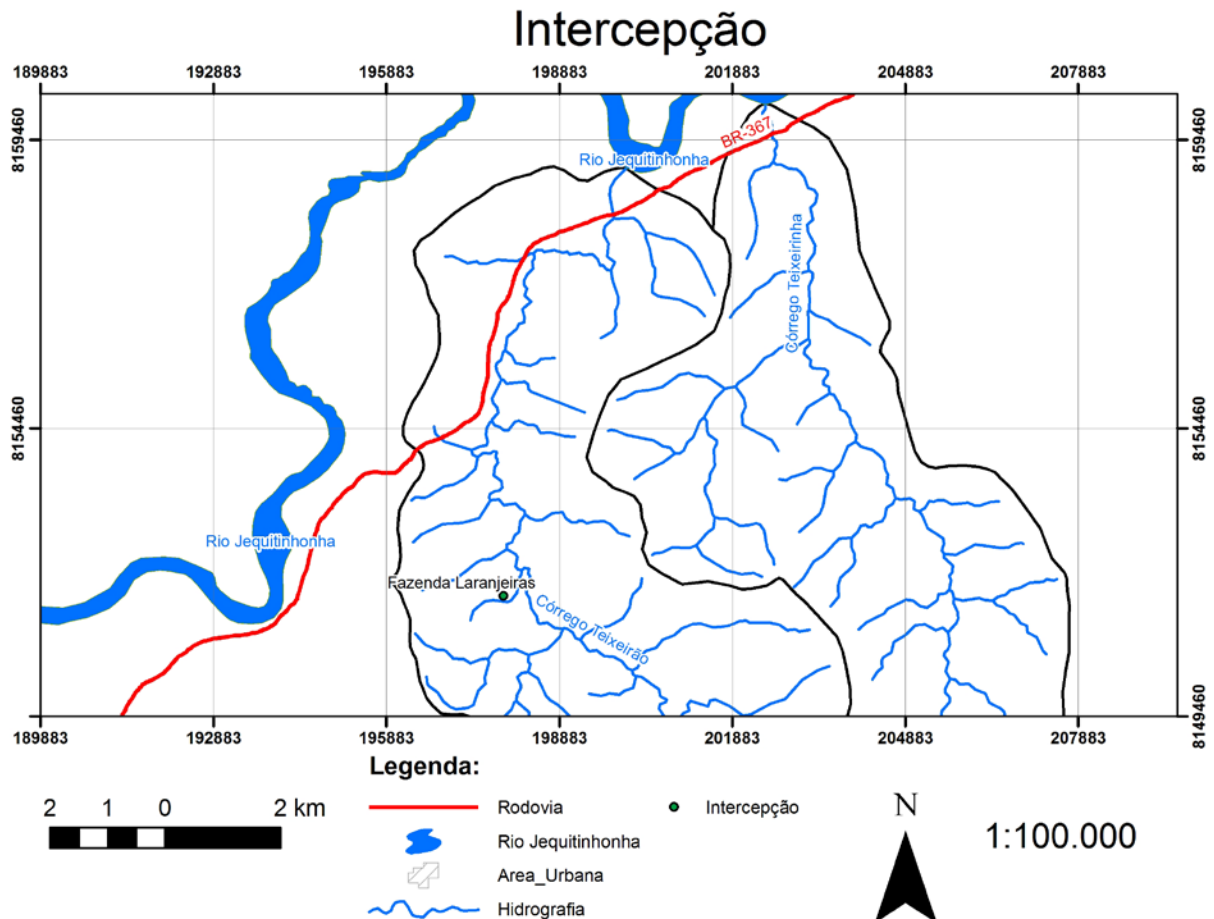 Intercepção
189883 192883 195883 198883 201883 204883 207883
8159460 8159460
BR-367
Rio Jequitinhonha
Córrego Teixeirinha
8154460 8154460
Rio Jequitinhonha
Fazenda Laranjeiras
Córrego Teixeirão
8149460
189883 192883 195883 198883 201883 204883 207883
Legenda:
2 1 0 2 km
Rodovia
Intercepção
Rio Jequitinhonha
Area_Urbana
Hidrografia
N
1:100.000